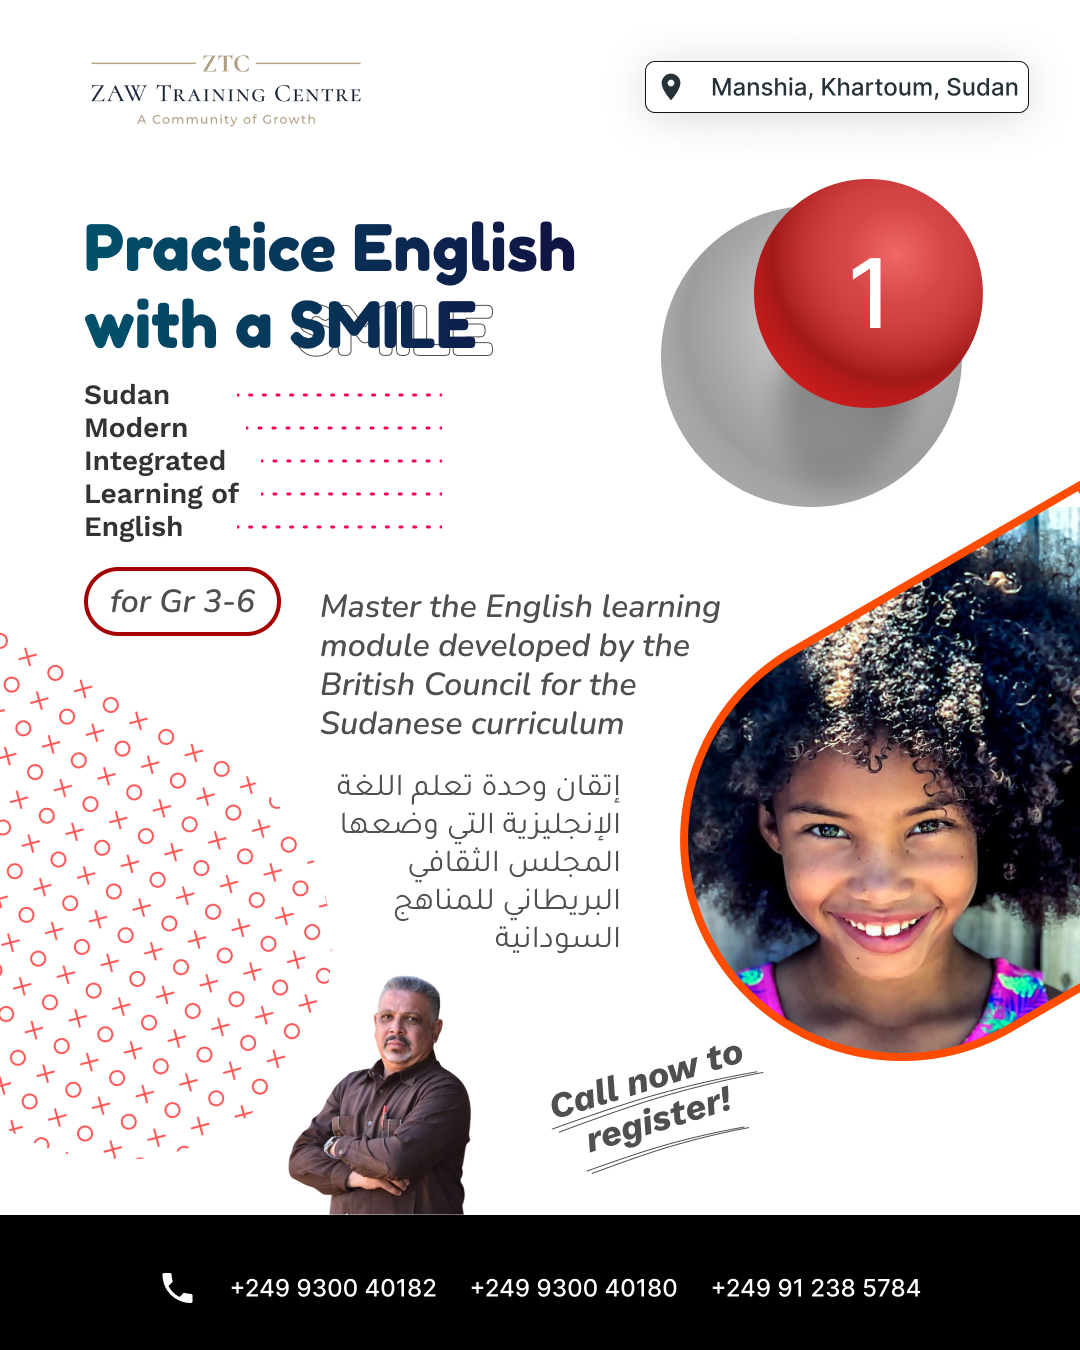 ZTC
ZAW Training Centre
A Community of Growth
Manshia, Khartoum, Sudan
1
Practice English
with a SMILE
Sudan
Modern
Integrated
Learning of
English
for Gr 3-6
Master the English learning
module developed by the
British Council for the
Sudanese curriculum
إتقان وحدة تعلم اللغة
الإنجليزية التي وضعها
المجلس الثقافي
البريطاني للمناهج
السودانية
Call now to
register!
+249 9300 40182 +249 9300 40180 +249 91 238 5784